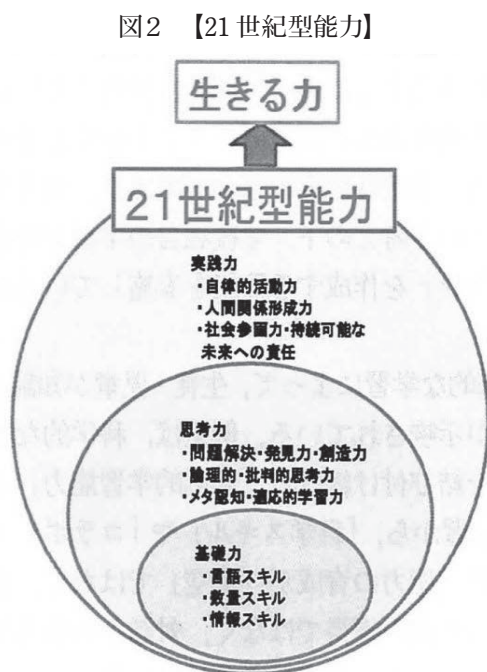 図2 【21世紀型能力】
生きる力
21世紀型能力
実践力
・自律的活動力
・人間関係形成力
・社会参画力・持続可能な
未来への責任
思考力
・問題解決・発見力・創造力
・論理的・批判的思考力
・メタ認知・適応的学習力
基礎力
・言語スキル
・数量スキル
・情報スキル